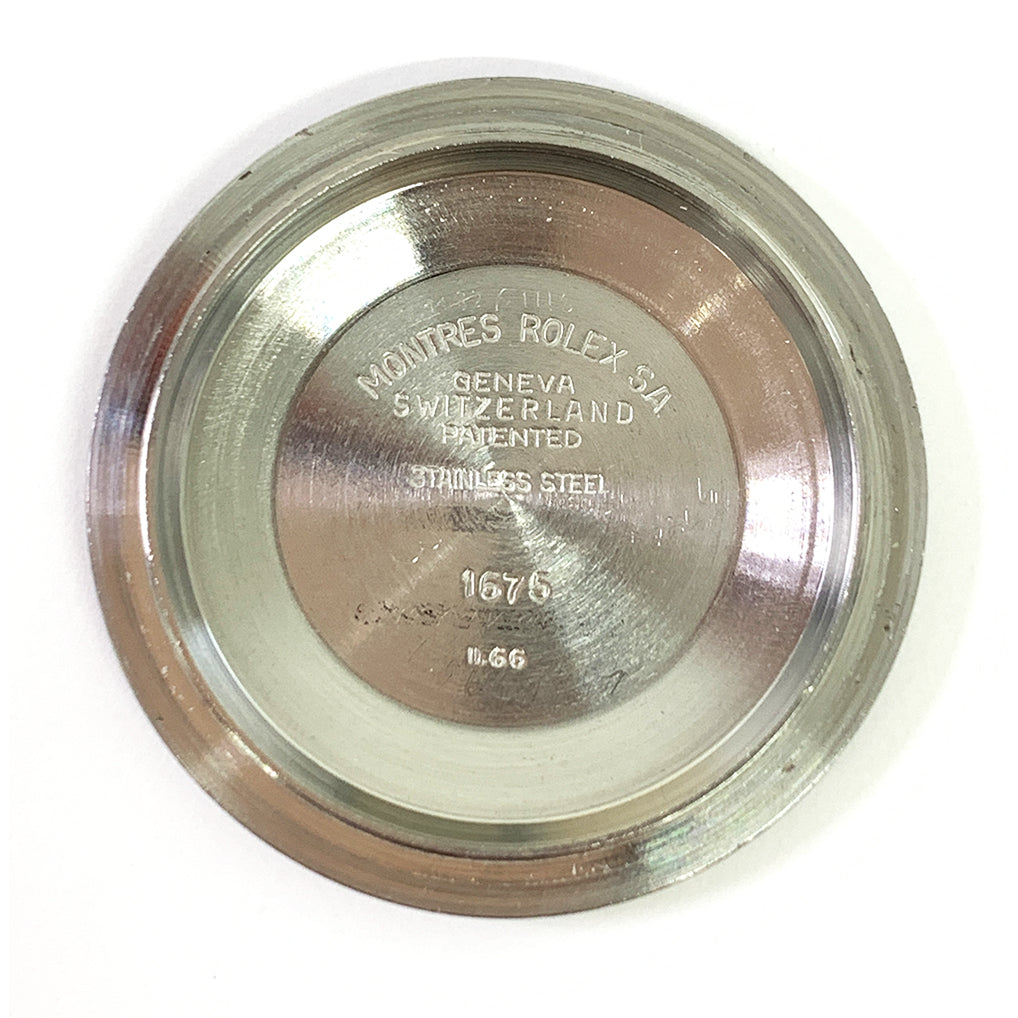 MONTRES ROLEX SA
GENEVA
SWITZERLAND
PATENTED
STAINLESS STEEL
1675
II.66